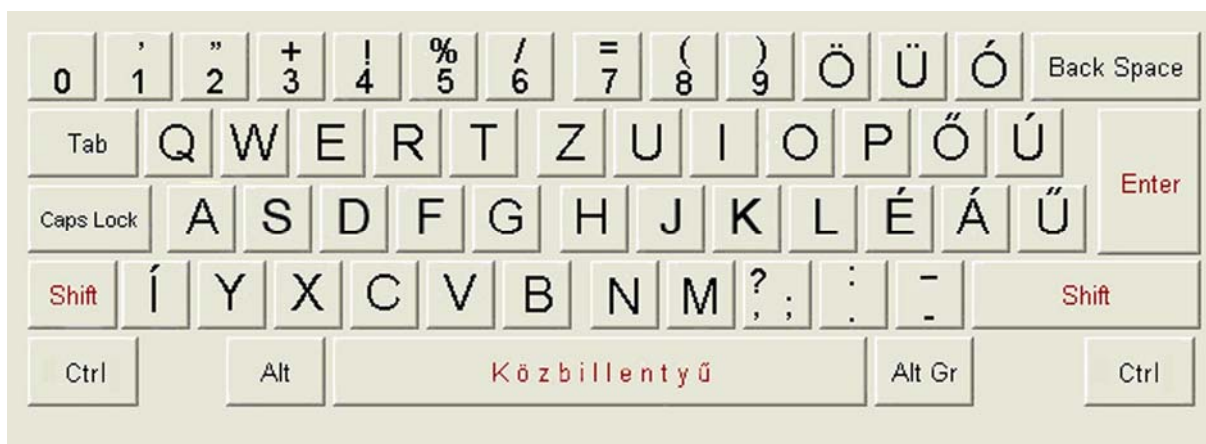 0 ' 1 " 2 + 3 ! 4 % 5 / 6 = 7 ( 8 ) 9 Ö Ü Ó Back Space
Tab Q W E R T Z U I O P Ő Ú Enter
Caps Lock A S D F G H J K L É Á Ű
Shift Í Y X C V B N M ? , ; : . _ - Shift
Ctrl Alt Közbillentyű Alt Gr Ctrl